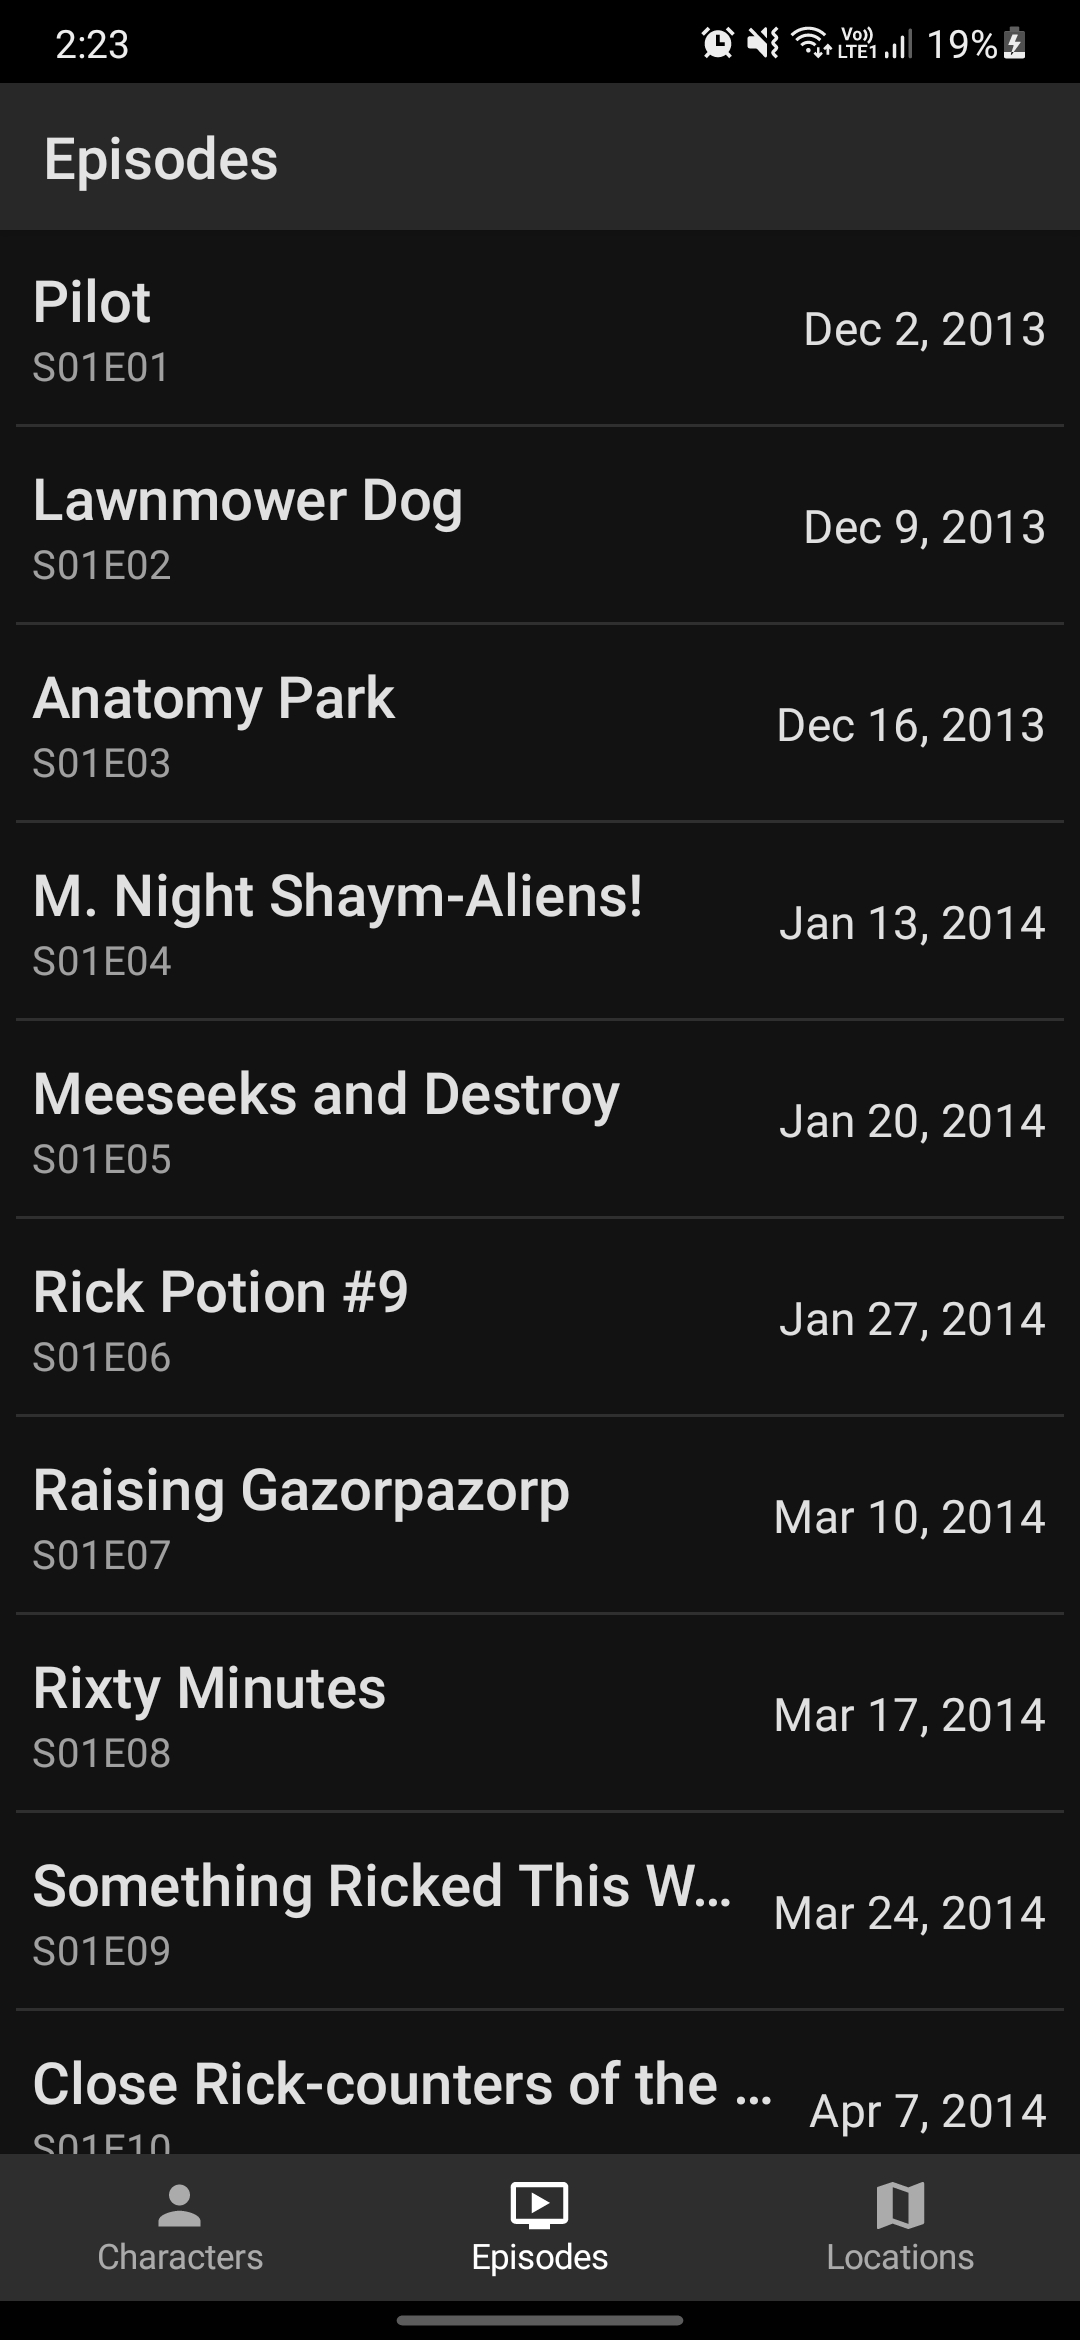 2:23 Vo)) LTE1 19%
Episodes
Pilot
S01E01
Dec 2, 2013
Lawnmower Dog
S01E02
Dec 9, 2013
Anatomy Park
S01E03
Dec 16, 2013
M. Night Shaym-Aliens!
S01E04
Jan 13, 2014
Meeseeks and Destroy
S01E05
Jan 20, 2014
Rick Potion #9
S01E06
Jan 27, 2014
Raising Gazorpazorp
S01E07
Mar 10, 2014
Rixty Minutes
S01E08
Mar 17, 2014
Something Ricked This W...
S01E09
Mar 24, 2014
Close Rick-counters of the ...
S01E10
Apr 7, 2014
Characters Episodes Locations